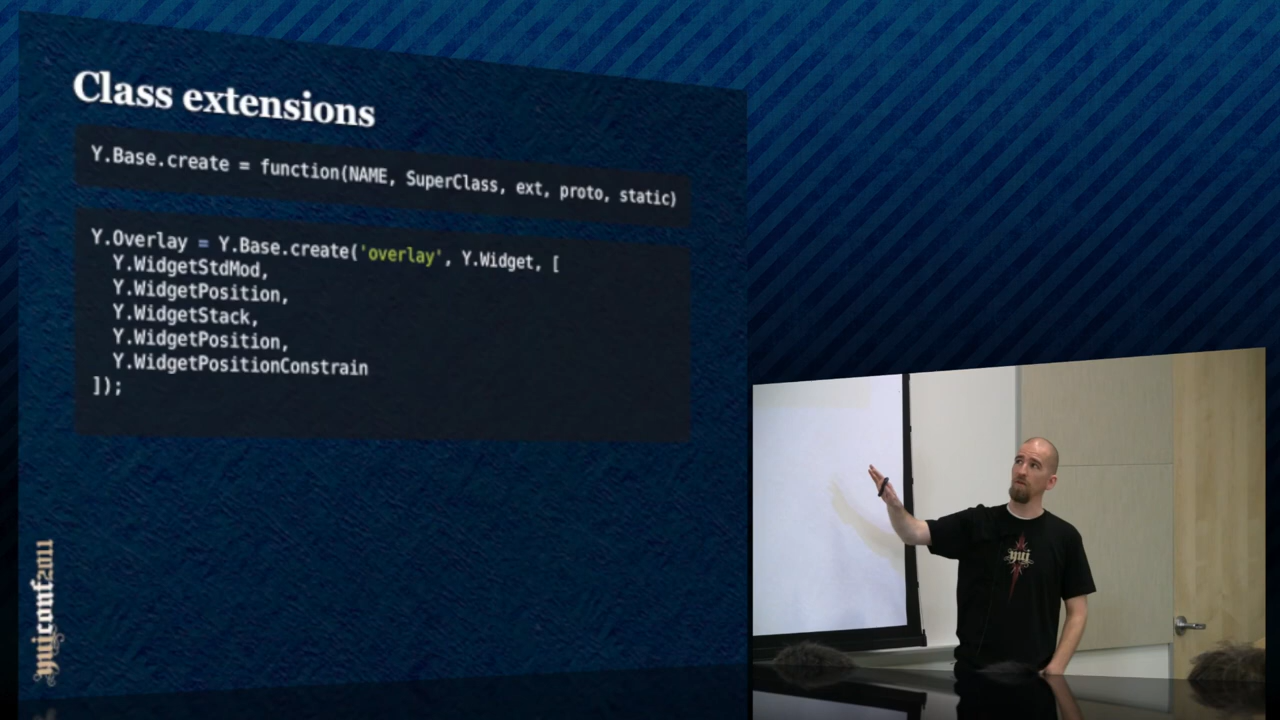 Class extensions
Y.Base.create = function(NAME, SuperClass, ext, proto, static)
Y.Overlay = Y.Base.create('overlay', Y.Widget, [
Y.WidgetStdMod,
Y.WidgetPosition,
Y.WidgetStack,
Y.WidgetPosition,
Y.WidgetPositionConstrain
]);
yuiconf2011
yui